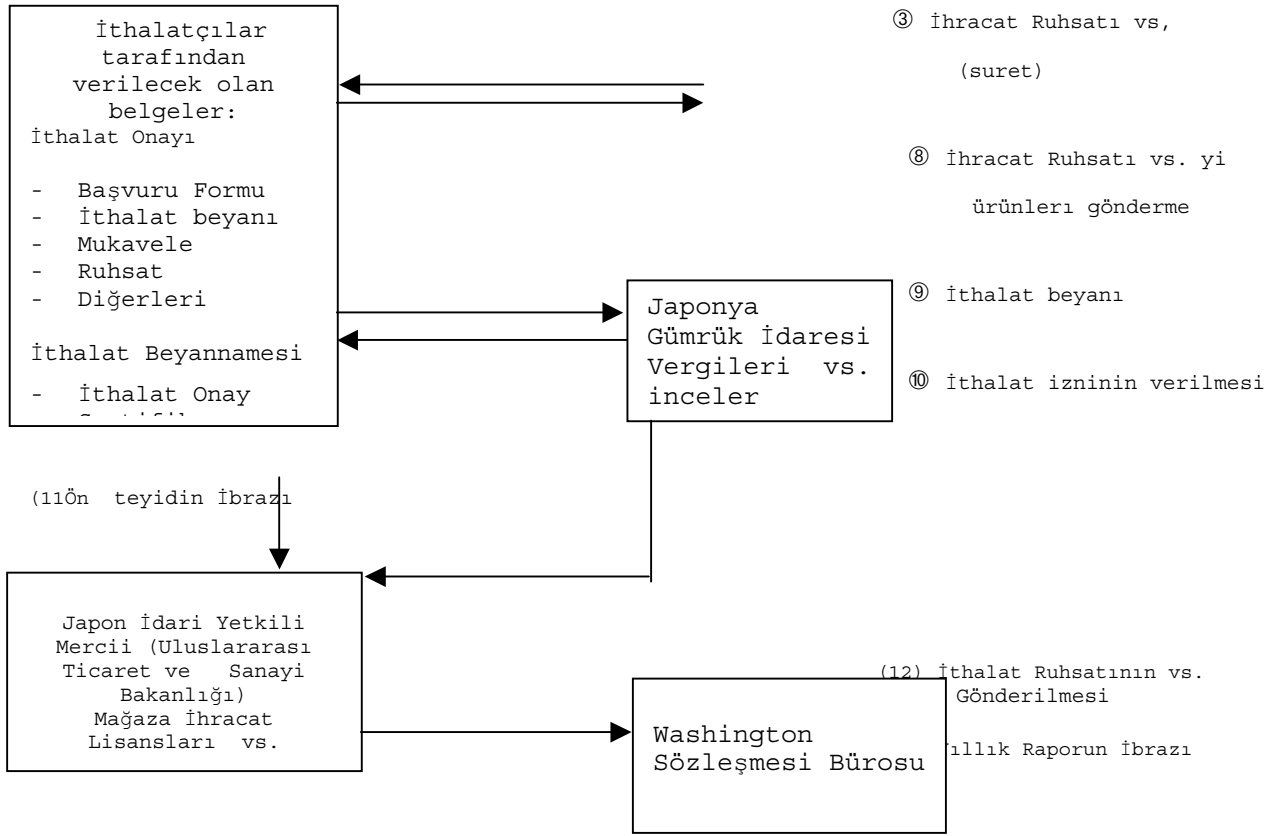 İthalatçılar
tarafından
verilecek olan
belgeler:
İthalat Onayı
- Başvuru Formu
- İthalat beyanı
- Mukavele
- Ruhsat
- Diğerleri
İthalat Beyannamesi
- İthalat Onay
③ İhracat Ruhsatı vs,
(suret)
⑧ İhracat Ruhsatı vs. yi
ürünlerı gönderme
Japonya
Gümrük İdaresi
Vergileri vs.
inceler
⑨ İthalat beyanı
⑩ İthalat izninin verilmesi
(11Ön teyidin İbrazı
Japon İdari Yetkili
Mercii (Uluslararası
Ticaret ve Sanayi
Bakanlığı)
Mağaza İhracat
Lisansları vs.
Washington
Sözleşmesi Bürosu
(12) İthalat Ruhsatının vs.
Gönderilmesi
ıllık Raporun İbrazı